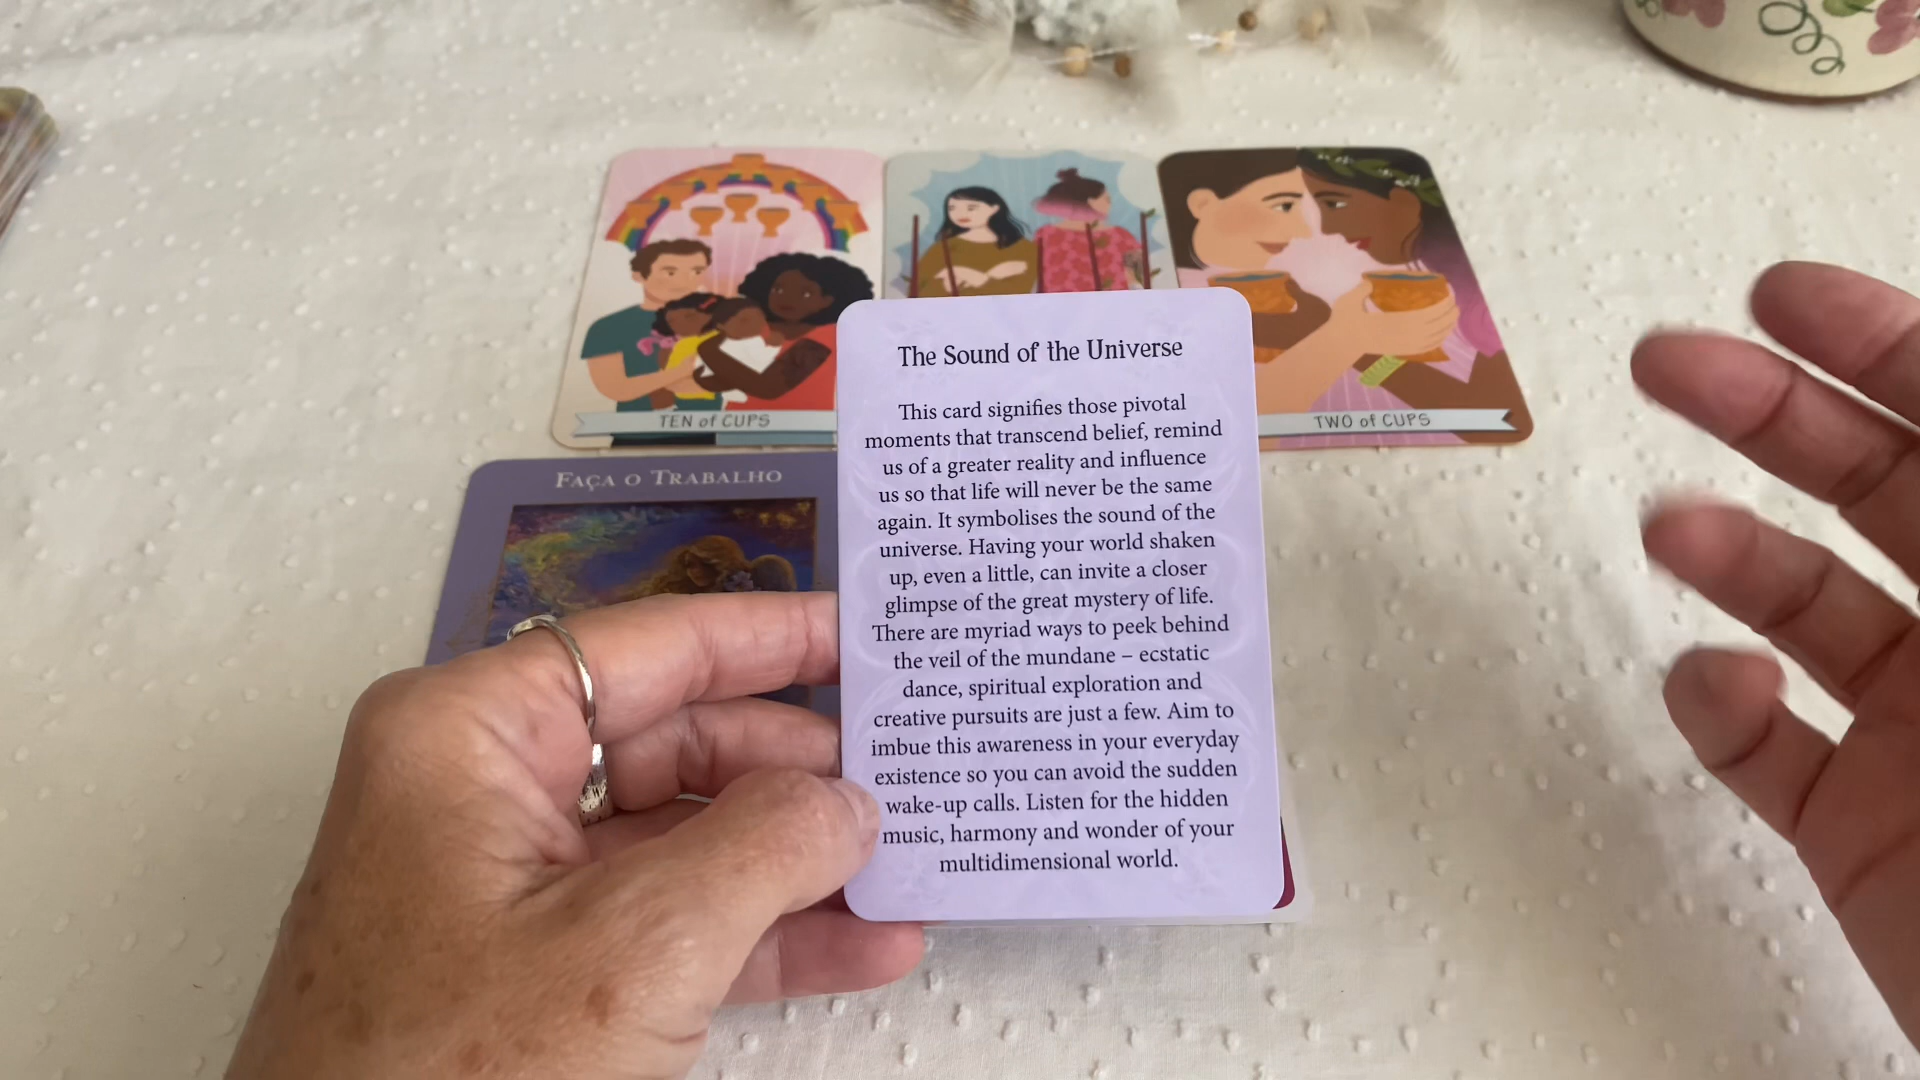 TEN of CUPS
TWO of CUPS
FAÇA O TRABALHO
The Sound of the Universe
This card signifies those pivotal
moments that transcend belief, remind
us of a greater reality and influence
us so that life will never be the same
again. It symbolises the sound of the
universe. Having your world shaken
up, even a little, can invite a closer
glimpse of the great mystery of life.
There are myriad ways to peek behind
the veil of the mundane – ecstatic
dance, spiritual exploration and
creative pursuits are just a few. Aim to
imbue this awareness in your everyday
existence so you can avoid the sudden
wake-up calls. Listen for the hidden
music, harmony and wonder of your
multidimensional world.